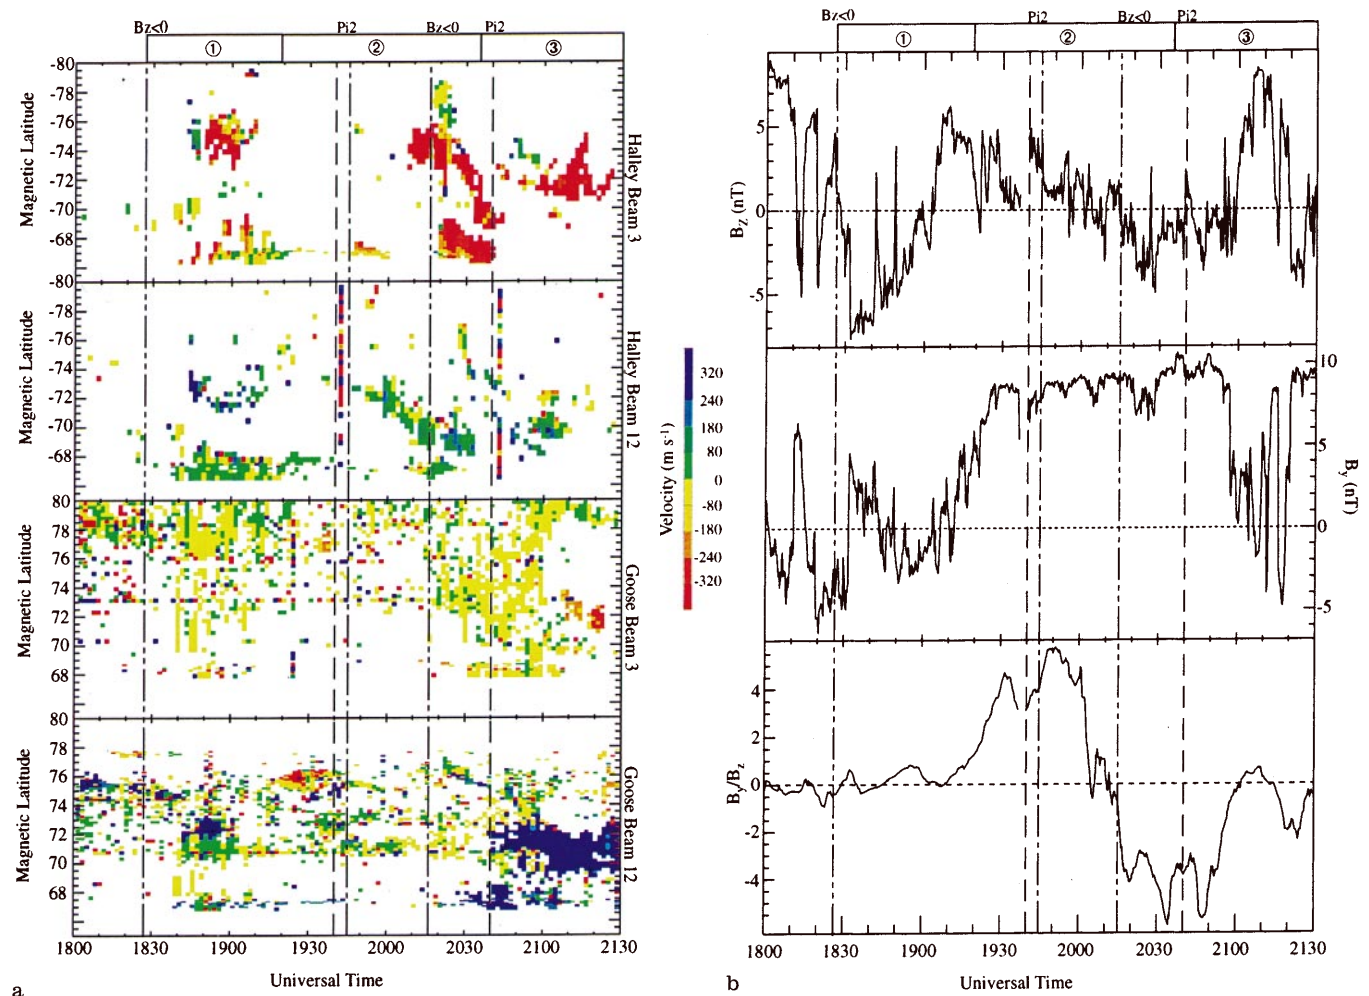 Bz<0 Pi2 Bz<0 Pi2
① ② ③
-80
-78
-76
-74
-72
-70
-68
Magnetic Latitude
Halley Beam 3
-80
-78
-76
-74
-72
-70
-68
Magnetic Latitude
Halley Beam 12
80
78
76
74
72
70
68
Magnetic Latitude
Goose Beam 3
80
78
76
74
72
70
68
Magnetic Latitude
Goose Beam 12
1800 1830 1900 1930 2000 2030 2100 2130
Universal Time
a
320
240
180
80
0
-80
-180
-240
-320
Velocity (m s-1)
Bz<0 Pi2 Bz<0 Pi2
① ② ③
5
0
-5
BZ (nT)
10
5
0
-5
By (nT)
4
2
0
-2
-4
By/Bz
1800 1830 1900 1930 2000 2030 2100 2130
Universal Time
b